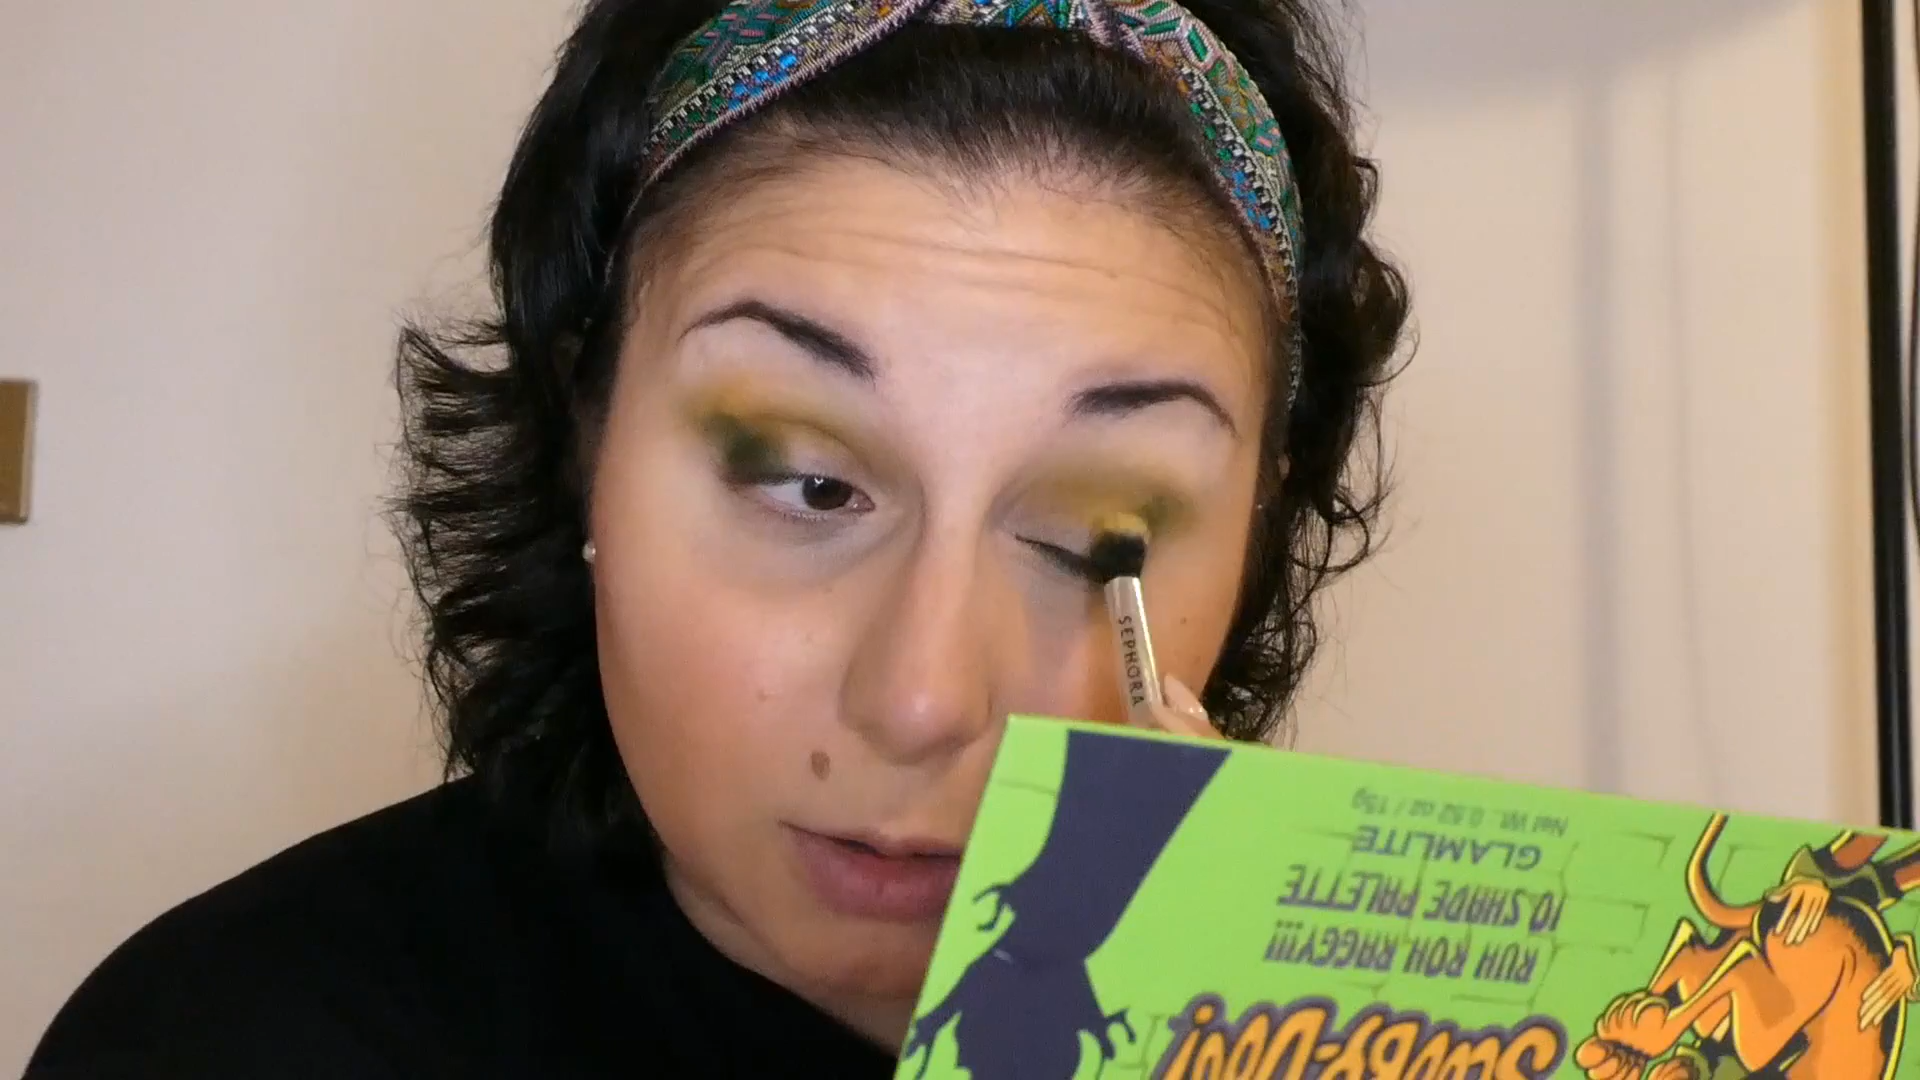 SEPHORA
SCOOBY-DOO!
RUH ROH RAGGY!!!
10 SHADE PALETTE
GLAMLITE
Net Wt. 0.52 oz / 15g